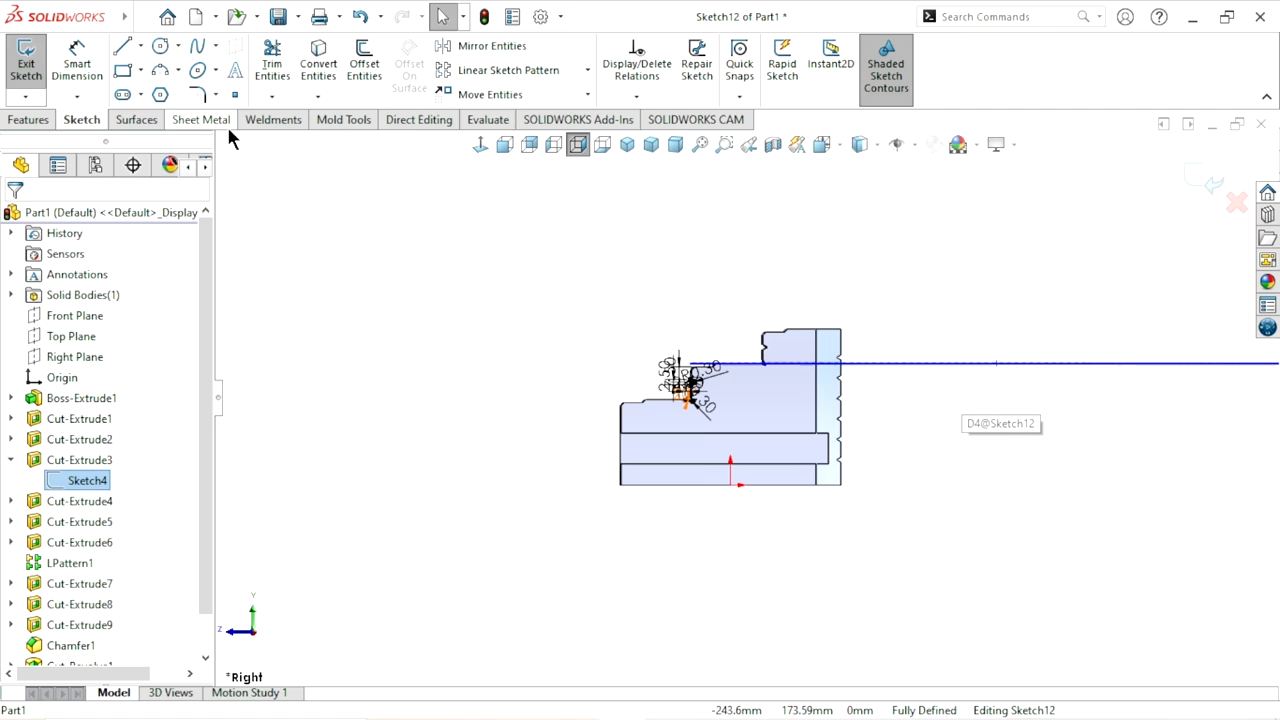 SOLIDWORKS
Sketch12 of Part1 *
Search Commands
Exit Sketch
Smart Dimension
Trim Entities
Convert Entities
Offset Entities
Offset On Surface
Mirror Entities
Linear Sketch Pattern
Move Entities
Display/Delete Relations
Repair Sketch
Quick Snaps
Rapid Sketch
Instant2D
Shaded Sketch Contours
Features
Sketch
Surfaces
Sheet Metal
Weldments
Mold Tools
Direct Editing
Evaluate
SOLIDWORKS Add-Ins
SOLIDWORKS CAM
Part1 (Default) <<Default>_Display
History
Sensors
Annotations
Solid Bodies(1)
Front Plane
Top Plane
Right Plane
Origin
Boss-Extrude1
Cut-Extrude1
Cut-Extrude2
Cut-Extrude3
Sketch4
Cut-Extrude4
Cut-Extrude5
Cut-Extrude6
LPattern1
Cut-Extrude7
Cut-Extrude8
Cut-Extrude9
Chamfer1
Cut-Revolve1
D4@Sketch12
Y
Z
*Right
Model
3D Views
Motion Study 1
Part1
-243.6mm
173.59mm
0mm
Fully Defined
Editing Sketch12